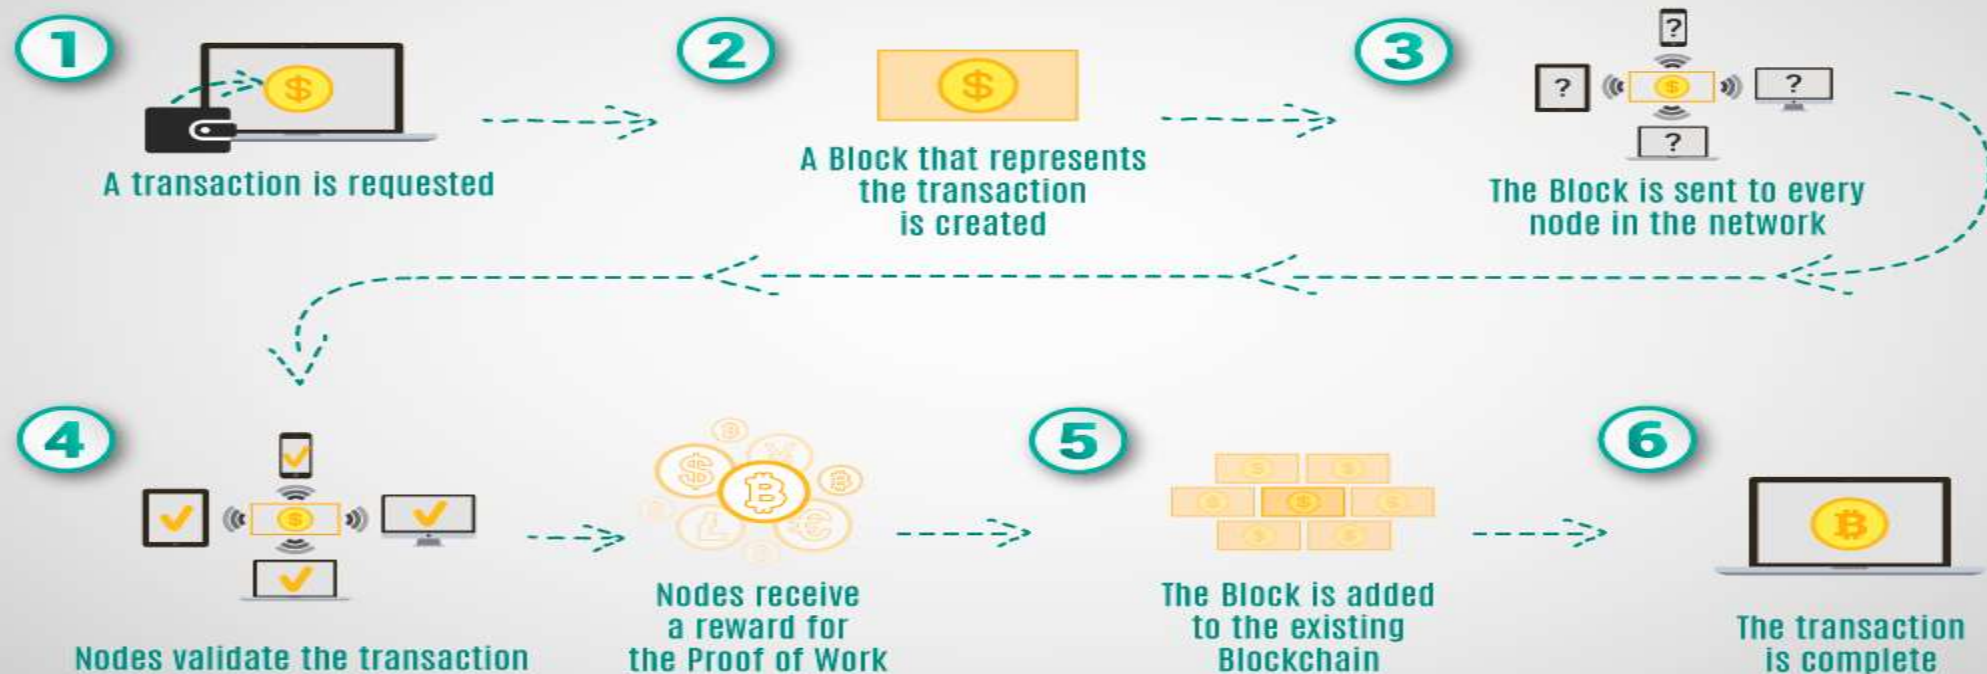 1
A transaction is requested
2
A Block that represents
the transaction
is created
3
?
?
?
?
The Block is sent to every
node in the network
4
Nodes validate the transaction
Nodes receive
a reward for
the Proof of Work
5
The Block is added
to the existing
Blockchain
6
The transaction
is complete